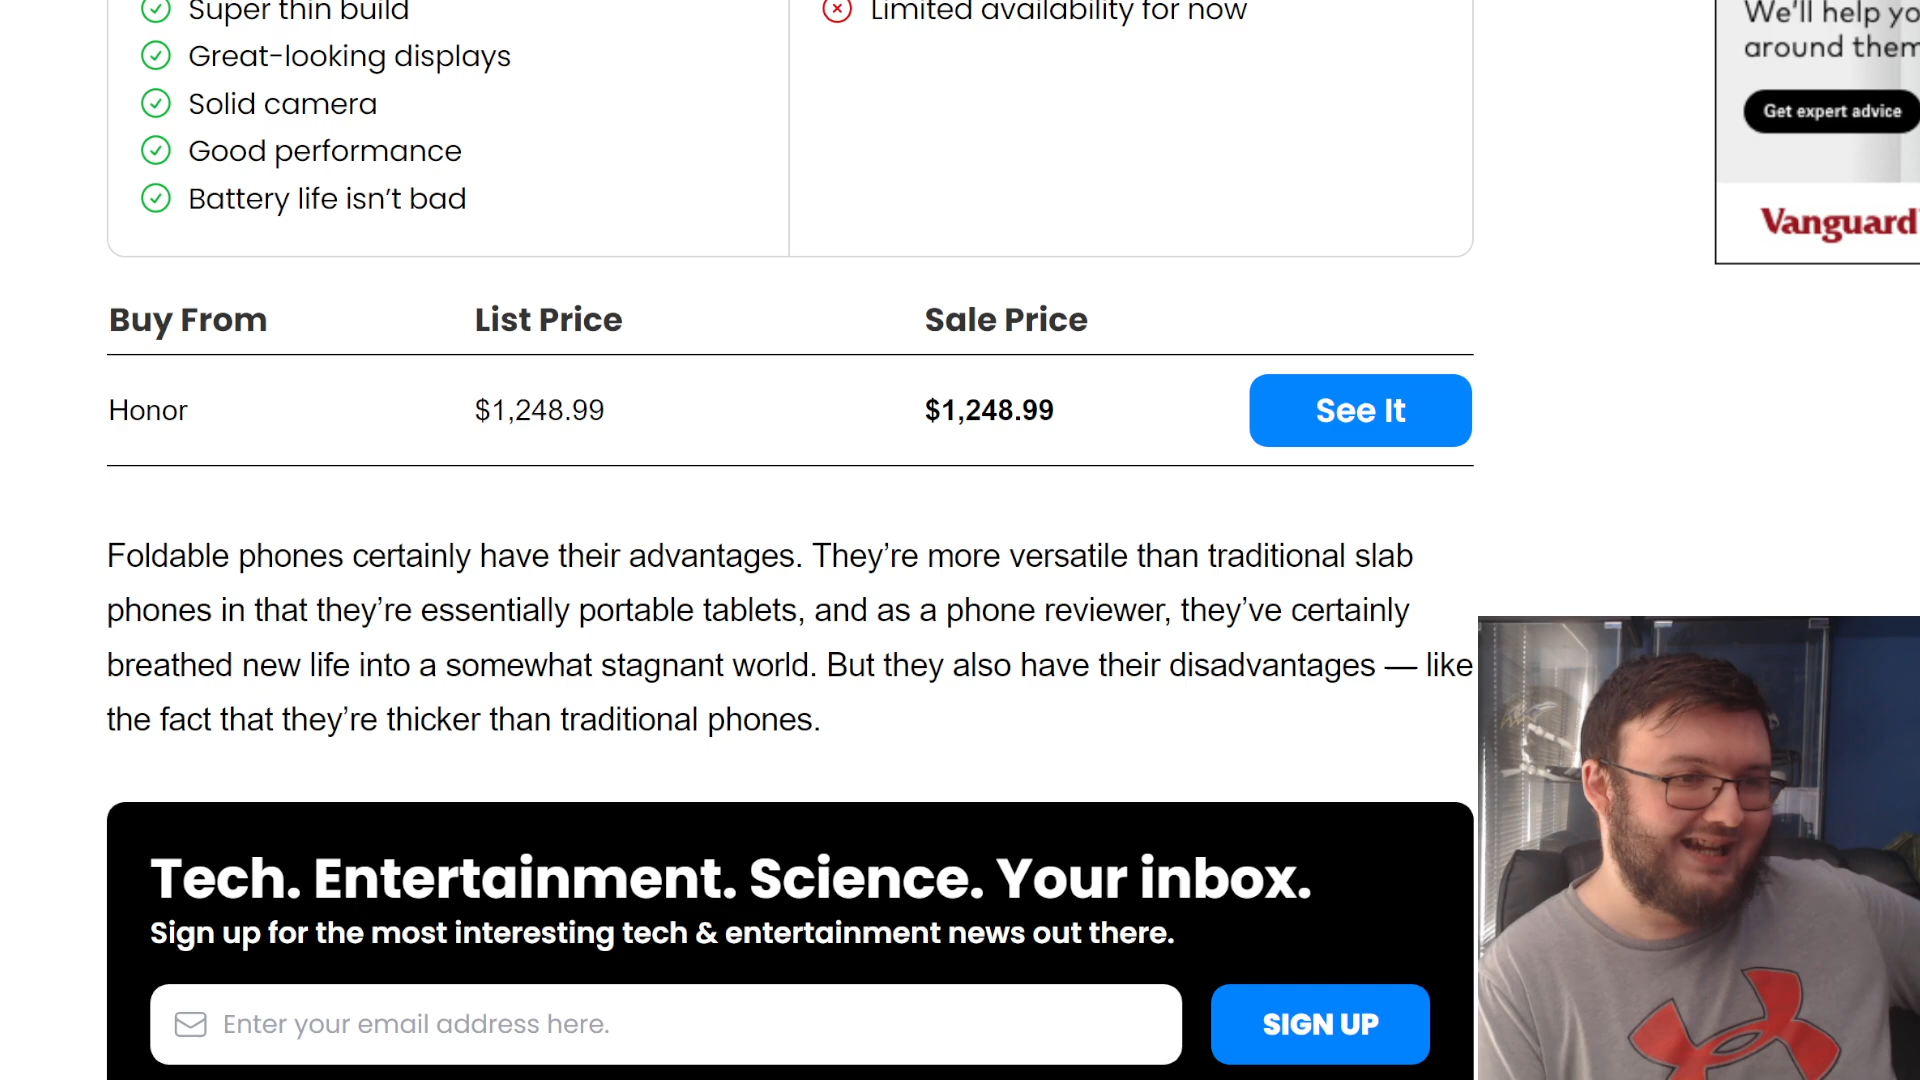 Super thin build
Great-looking displays
Solid camera
Good performance
Battery life isn't bad
Limited availability for now
We'll help yo
around them
Get expert advice
Vanguard
Buy From List Price Sale Price
Honor $1,248.99 $1,248.99 See It
Foldable phones certainly have their advantages. They're more versatile than traditional slab
phones in that they're essentially portable tablets, and as a phone reviewer, they've certainly
breathed new life into a somewhat stagnant world. But they also have their disadvantages — like
the fact that they're thicker than traditional phones.
Tech. Entertainment. Science. Your inbox.
Sign up for the most interesting tech & entertainment news out there.
Enter your email address here.
SIGN UP